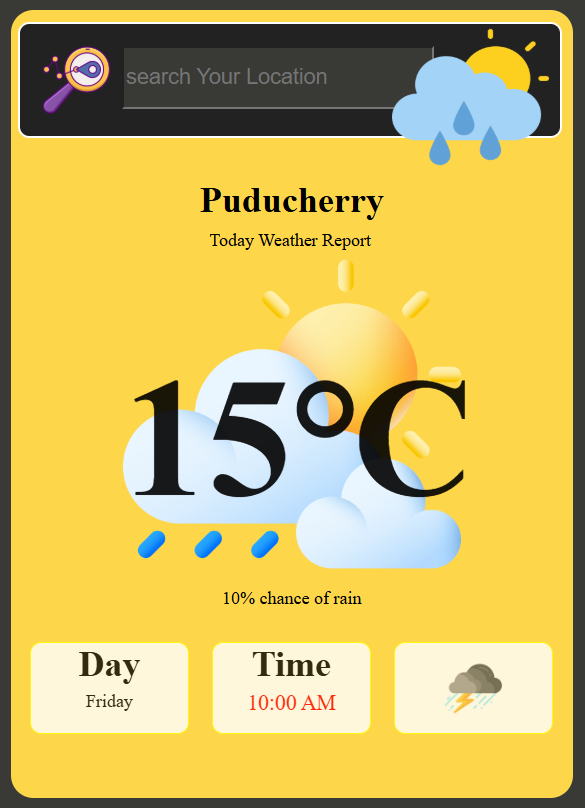 search Your Location
Puducherry
Today Weather Report
15°C
10% chance of rain
Day
Friday
Time
10:00 AM